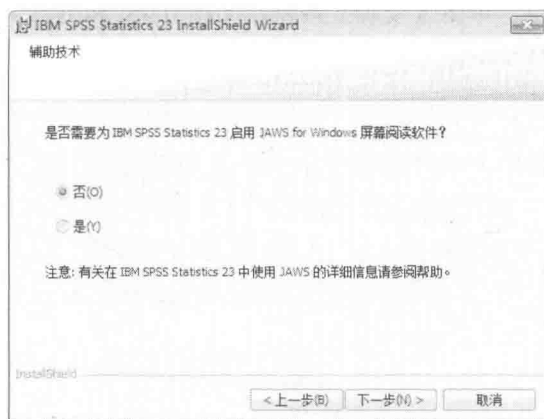 IBM SPSS Statistics 23 InstallShield Wizard
辅助技术
是否需要为 IBM SPSS Statistics 23 启用 JAWS for Windows 屏幕阅读软件?
否(O)
是(Y)
注意: 有关在 IBM SPSS Statistics 23 中使用 JAWS 的详细信息请参阅帮助。
InstallShield
< 上一步(B)
下一步(N) >
取消